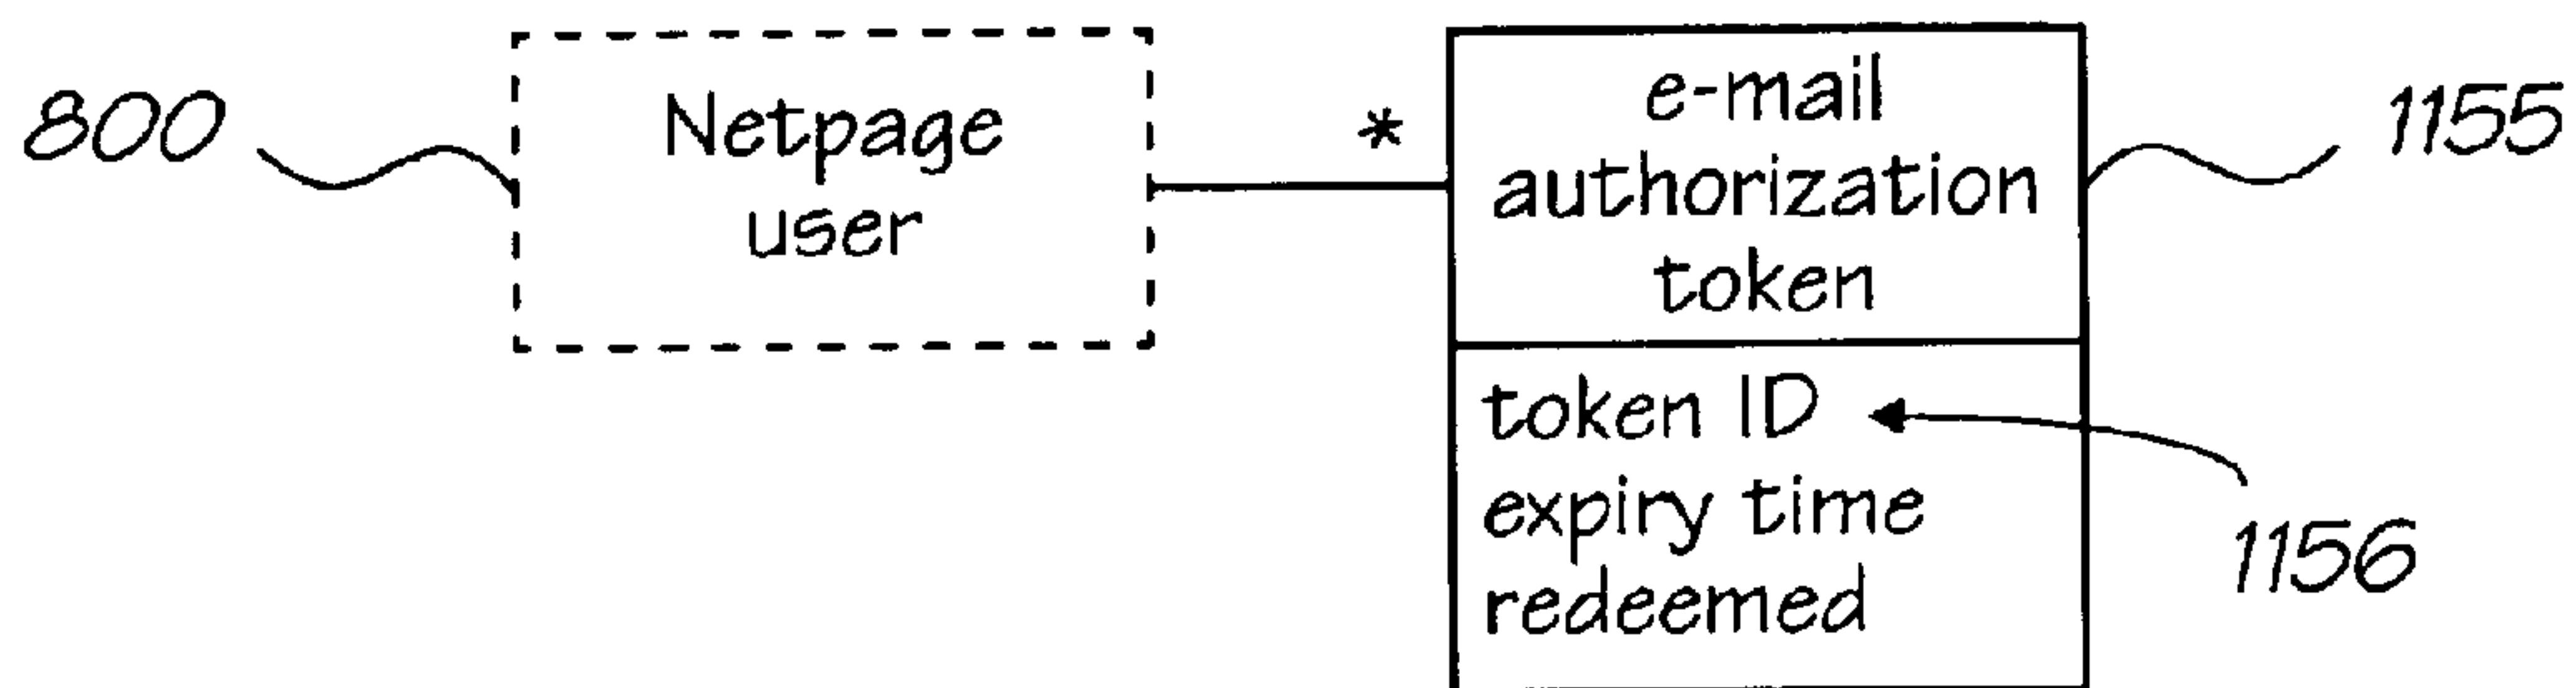 800
Netpage
user
*
e-mail
authorization
token
1155
token ID
expiry time
redeemed
1156